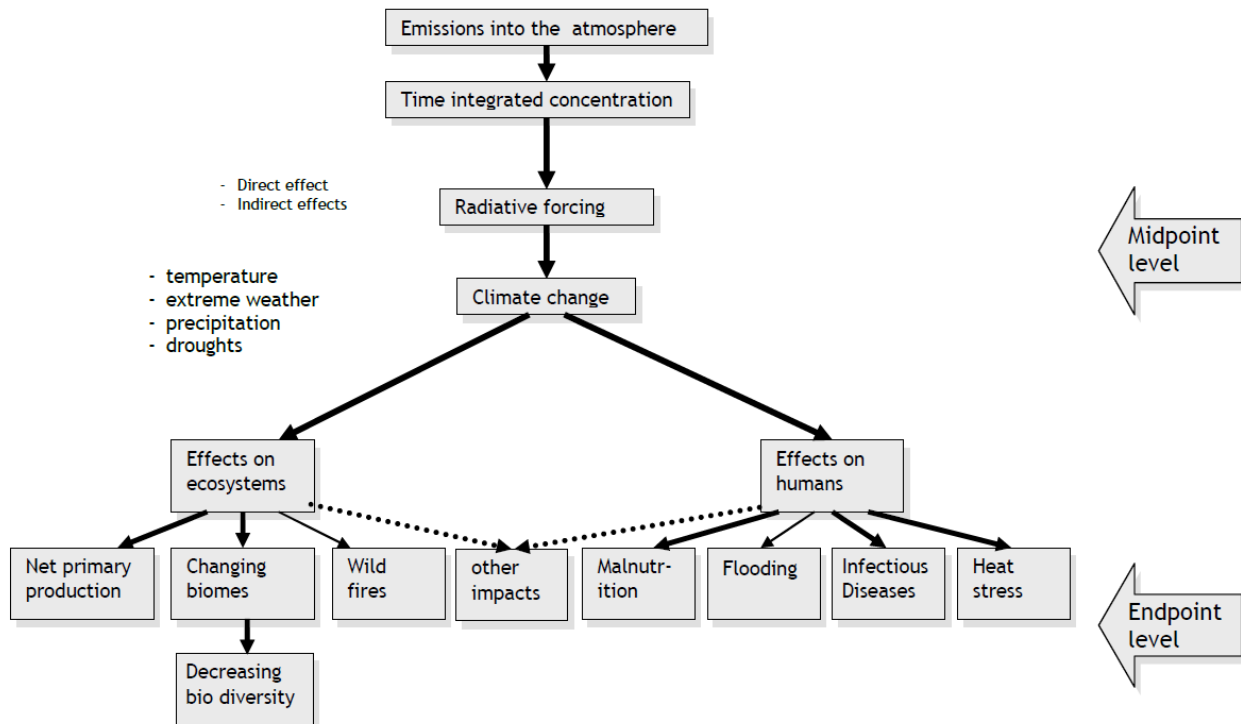 Emissions into the atmosphere
Time integrated concentration
- Direct effect
- Indirect effects
Radiative forcing
Midpoint
level
- temperature
- extreme weather
- precipitation
- droughts
Climate change
Effects on
ecosystems
Effects on
humans
Net primary
production
Changing
biomes
Wild
fires
other
impacts
Malnutr-
ition
Flooding
Infectious
Diseases
Heat
stress
Endpoint
level
Decreasing
bio diversity